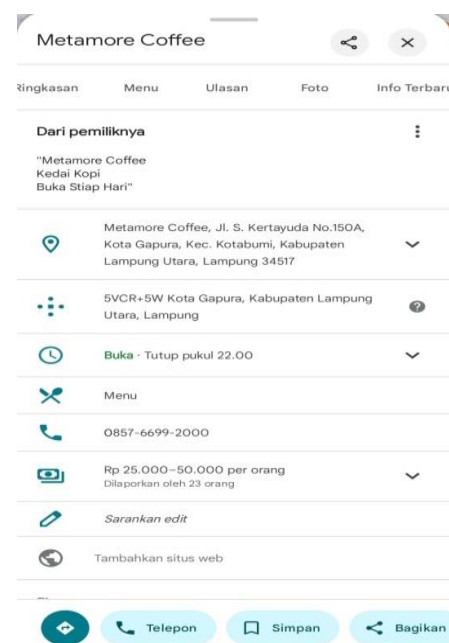 Metamore Coffee
Ringkasan Menu Ulasan Foto Info Terbaru
Dari pemiliknya
"Metamore Coffee
Kedai Kopi
Buka Stiap Hari"
Metamore Coffee, Jl. S. Kertayuda No.150A,
Kota Gapura, Kec. Kotabumi, Kabupaten
Lampung Utara, Lampung 34517
5VCR+5W Kota Gapura, Kabupaten Lampung
Utara, Lampung
Buka · Tutup pukul 22.00
Menu
0857-6699-2000
Rp 25.000–50.000 per orang
Dilaporkan oleh 23 orang
Sarankan edit
Tambahkan situs web
Telepon Simpan Bagikan